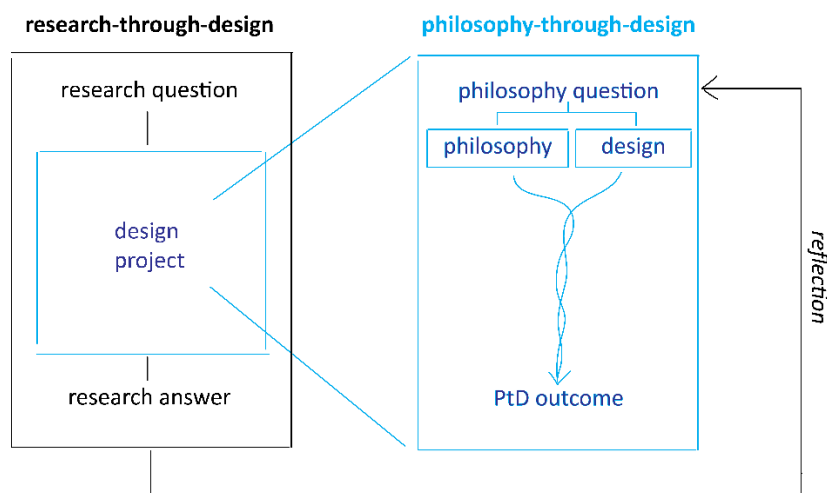 research-through-design
research question
design
project
research answer
philosophy-through-design
philosophy question
philosophy
design
PtD outcome
reflection